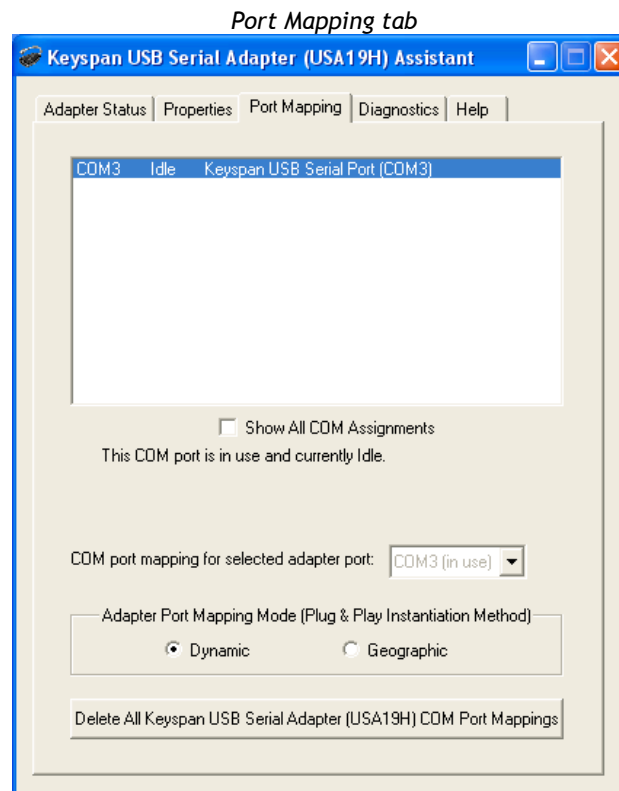 Port Mapping tab
Keyspan USB Serial Adapter (USA19H) Assistant
Adapter Status Properties Port Mapping Diagnostics Help
COM3 Idle Keyspan USB Serial Port (COM3)
Show All COM Assignments
This COM port is in use and currently Idle.
COM port mapping for selected adapter port: COM3 (in use)
Adapter Port Mapping Mode (Plug & Play Instantiation Method)
Dynamic Geographic
Delete All Keyspan USB Serial Adapter (USA19H) COM Port Mappings